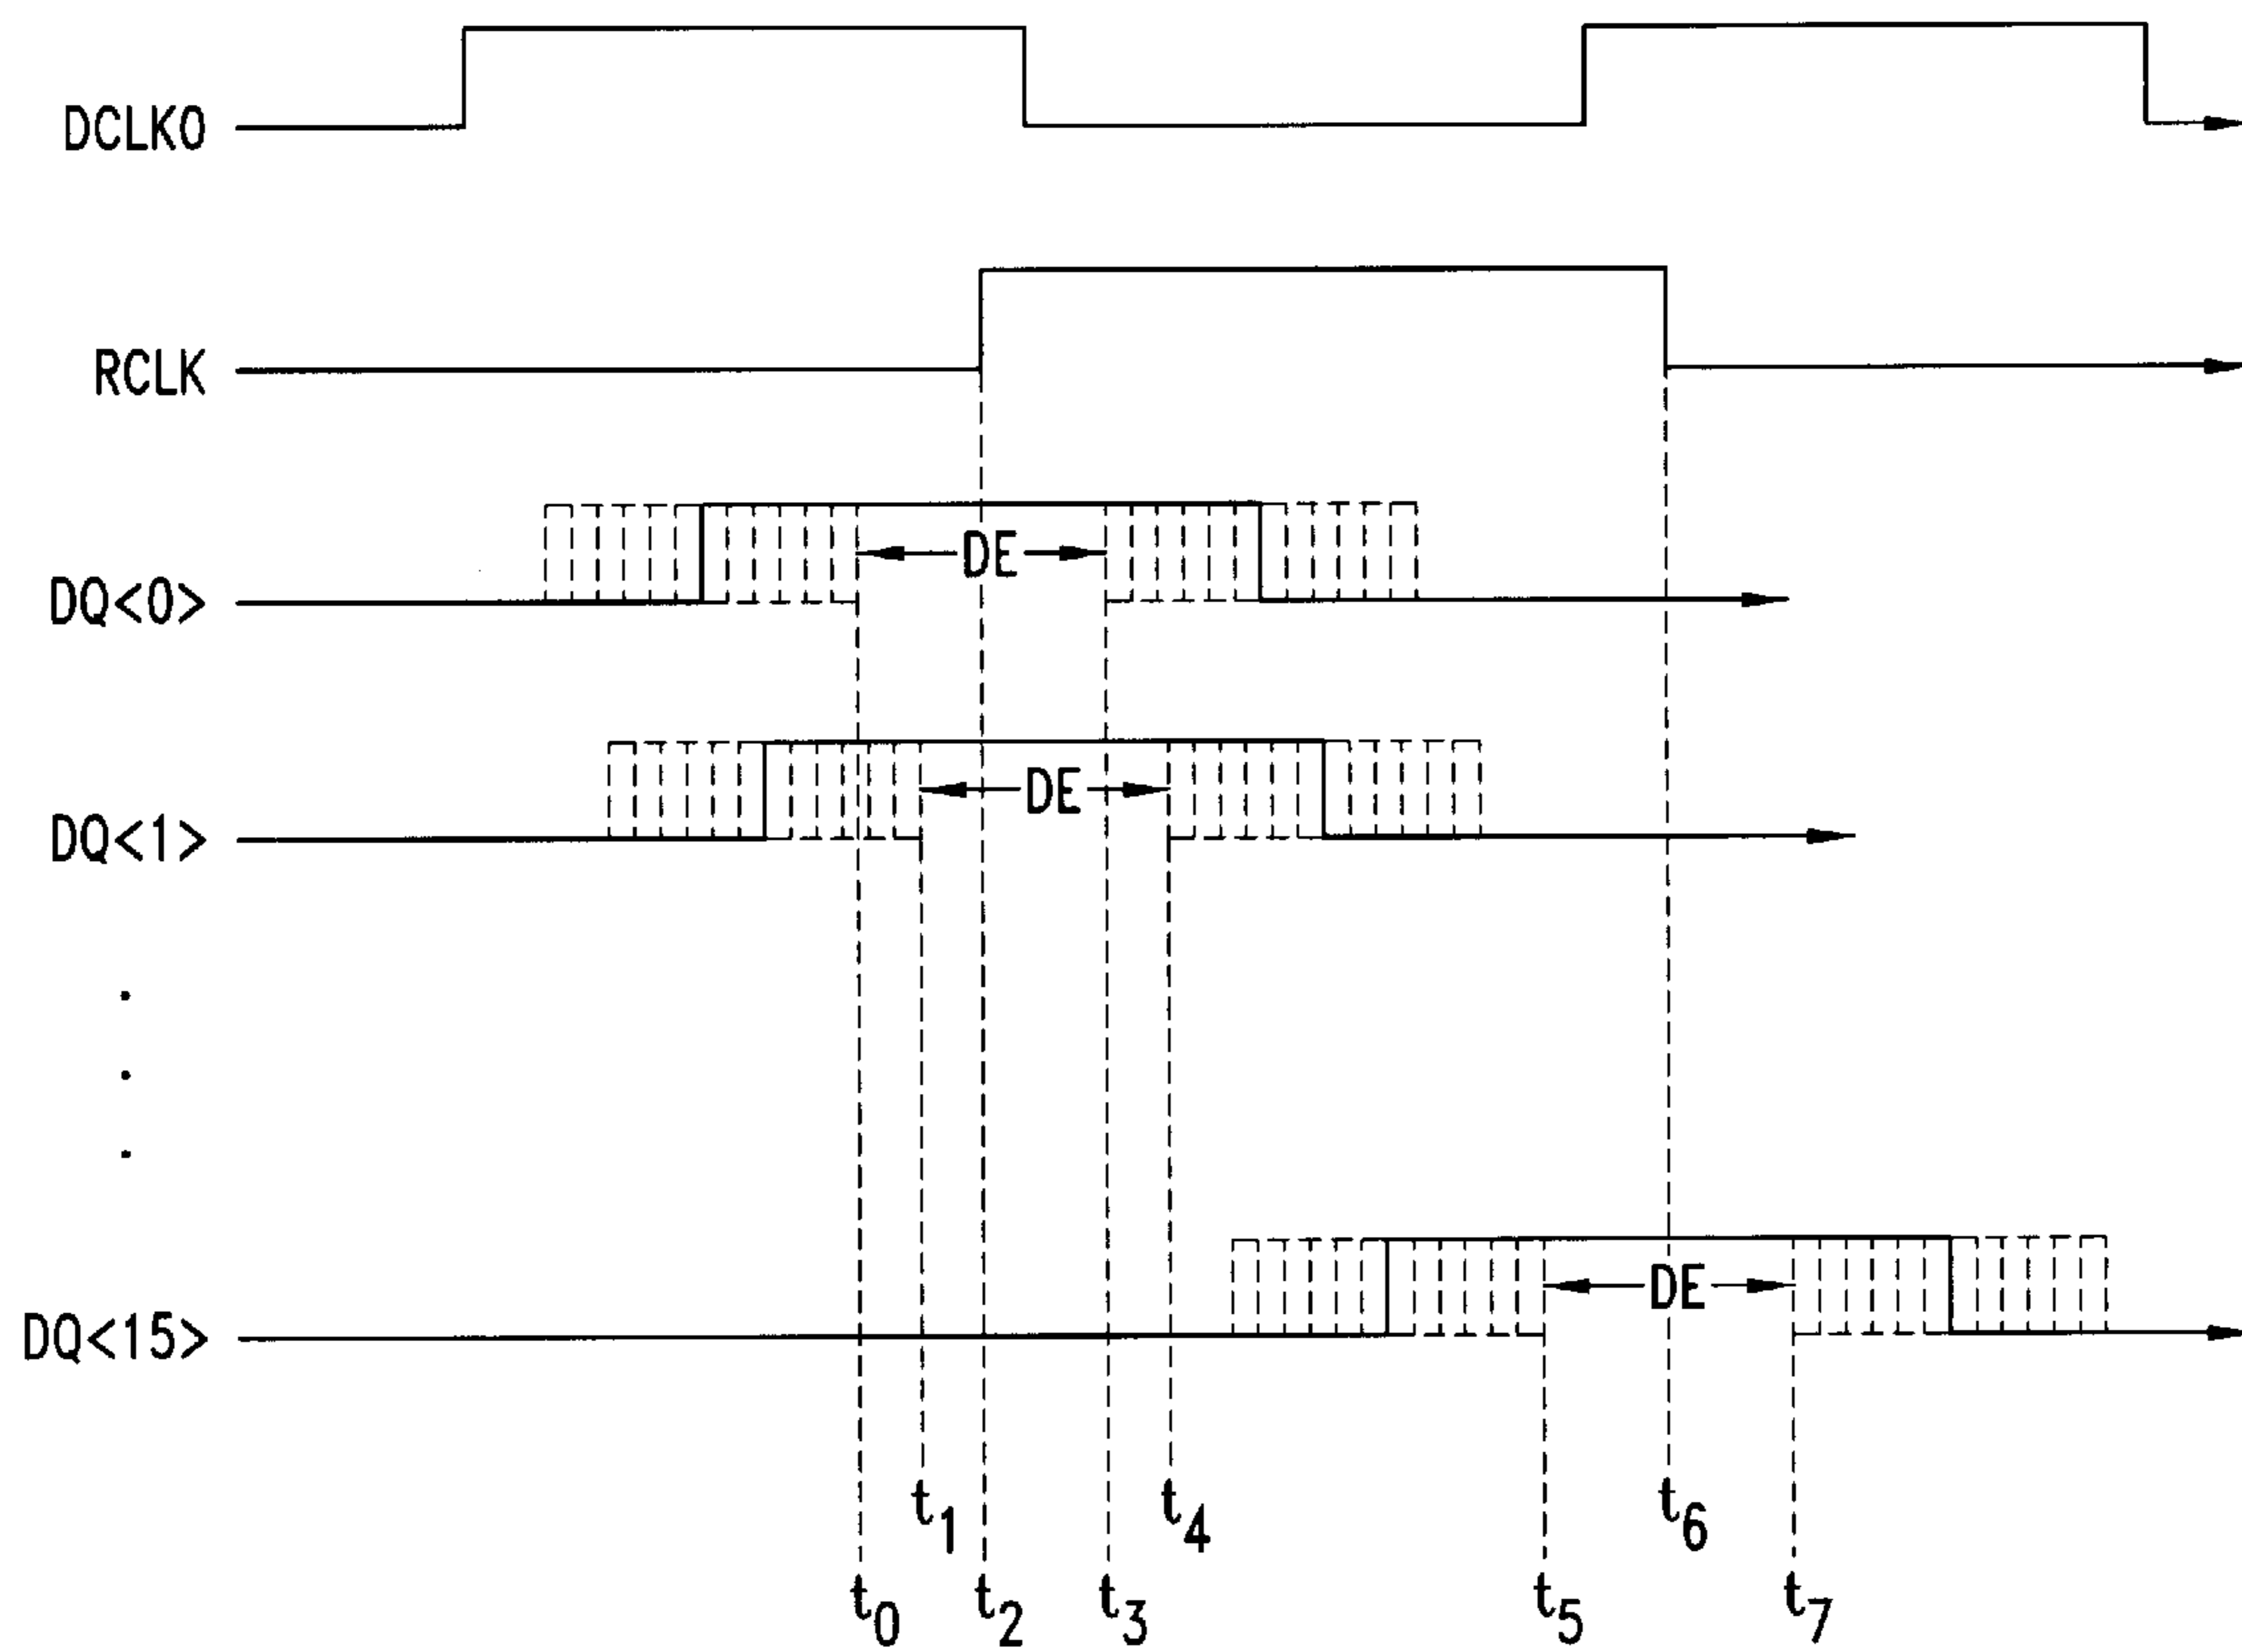 DCLK0
RCLK
DQ<0>
DE
DQ<1>
DE
DQ<15>
DE
t1
t4
t6
t0
t2
t3
t5
t7